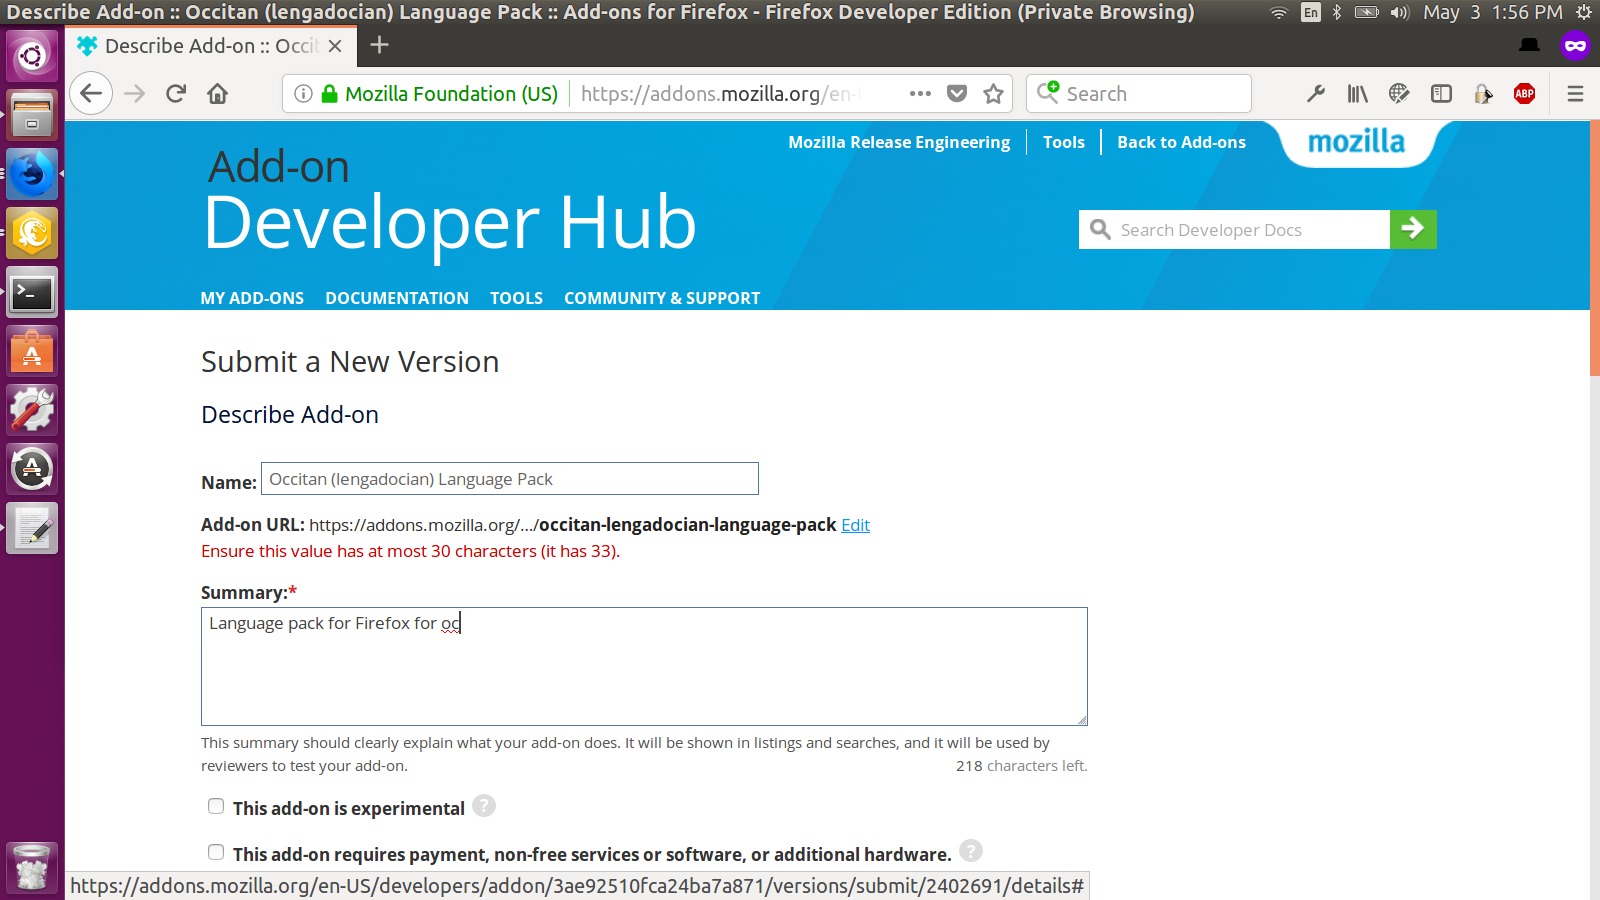 Describe Add-on :: Occitan (lengadocian) Language Pack :: Add-ons for Firefox - Firefox Developer Edition (Private Browsing)
En
May 3 1:56 PM
Describe Add-on :: Occit
Mozilla Foundation (US)
https://addons.mozilla.org/en-
Search
ABP
Mozilla Release Engineering
Tools
Back to Add-ons
mozilla
Add-on
Developer Hub
Search Developer Docs
MY ADD-ONS
DOCUMENTATION
TOOLS
COMMUNITY & SUPPORT
Submit a New Version
Describe Add-on
Name: Occitan (lengadocian) Language Pack
Add-on URL: https://addons.mozilla.org/.../occitan-lengadocian-language-pack Edit
Ensure this value has at most 30 characters (it has 33).
Summary:*
Language pack for Firefox for oc
This summary should clearly explain what your add-on does. It will be shown in listings and searches, and it will be used by
reviewers to test your add-on.
218 characters left.
This add-on is experimental ?
This add-on requires payment, non-free services or software, or additional hardware. ?
https://addons.mozilla.org/en-US/developers/addon/3ae92510fca24ba7a871/versions/submit/2402691/details#